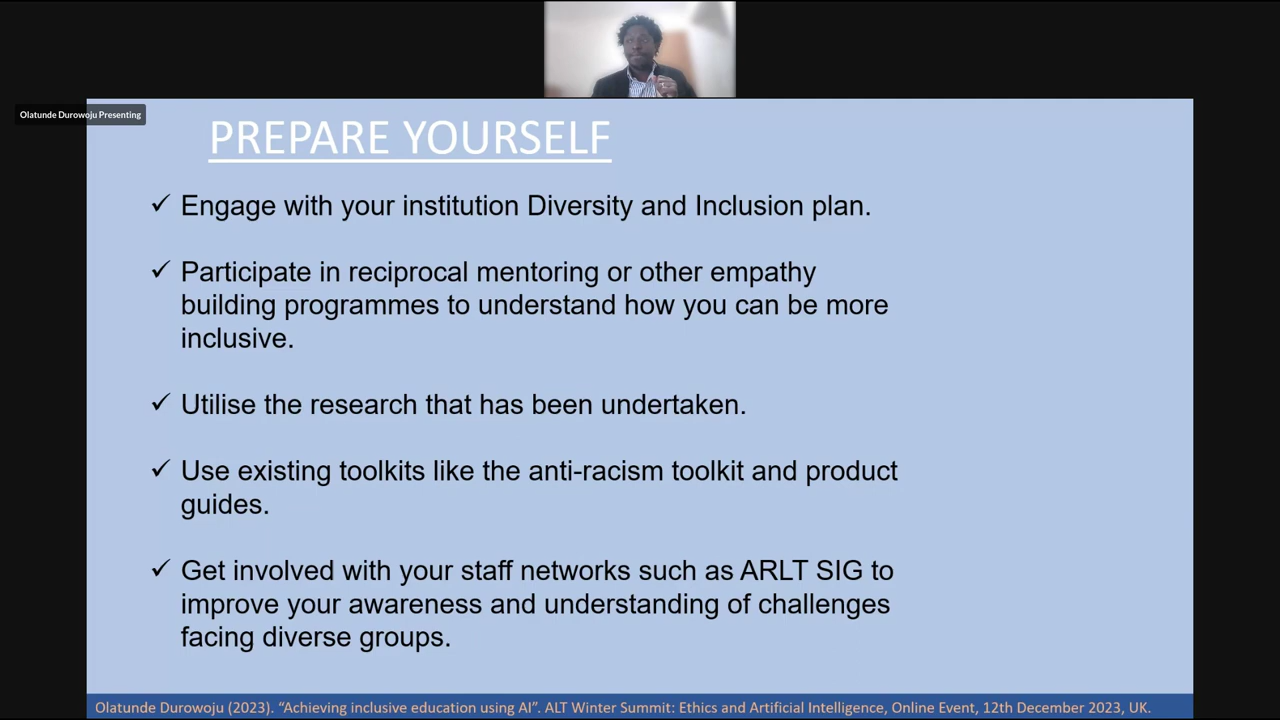 Olatunde Durowoju Presenting
PREPARE YOURSELF
✓ Engage with your institution Diversity and Inclusion plan.
✓ Participate in reciprocal mentoring or other empathy
building programmes to understand how you can be more
inclusive.
✓ Utilise the research that has been undertaken.
✓ Use existing toolkits like the anti-racism toolkit and product
guides.
✓ Get involved with your staff networks such as ARLT SIG to
improve your awareness and understanding of challenges
facing diverse groups.
Olatunde Durowoju (2023). “Achieving inclusive education using AI”. ALT Winter Summit: Ethics and Artificial Intelligence, Online Event, 12th December 2023, UK.